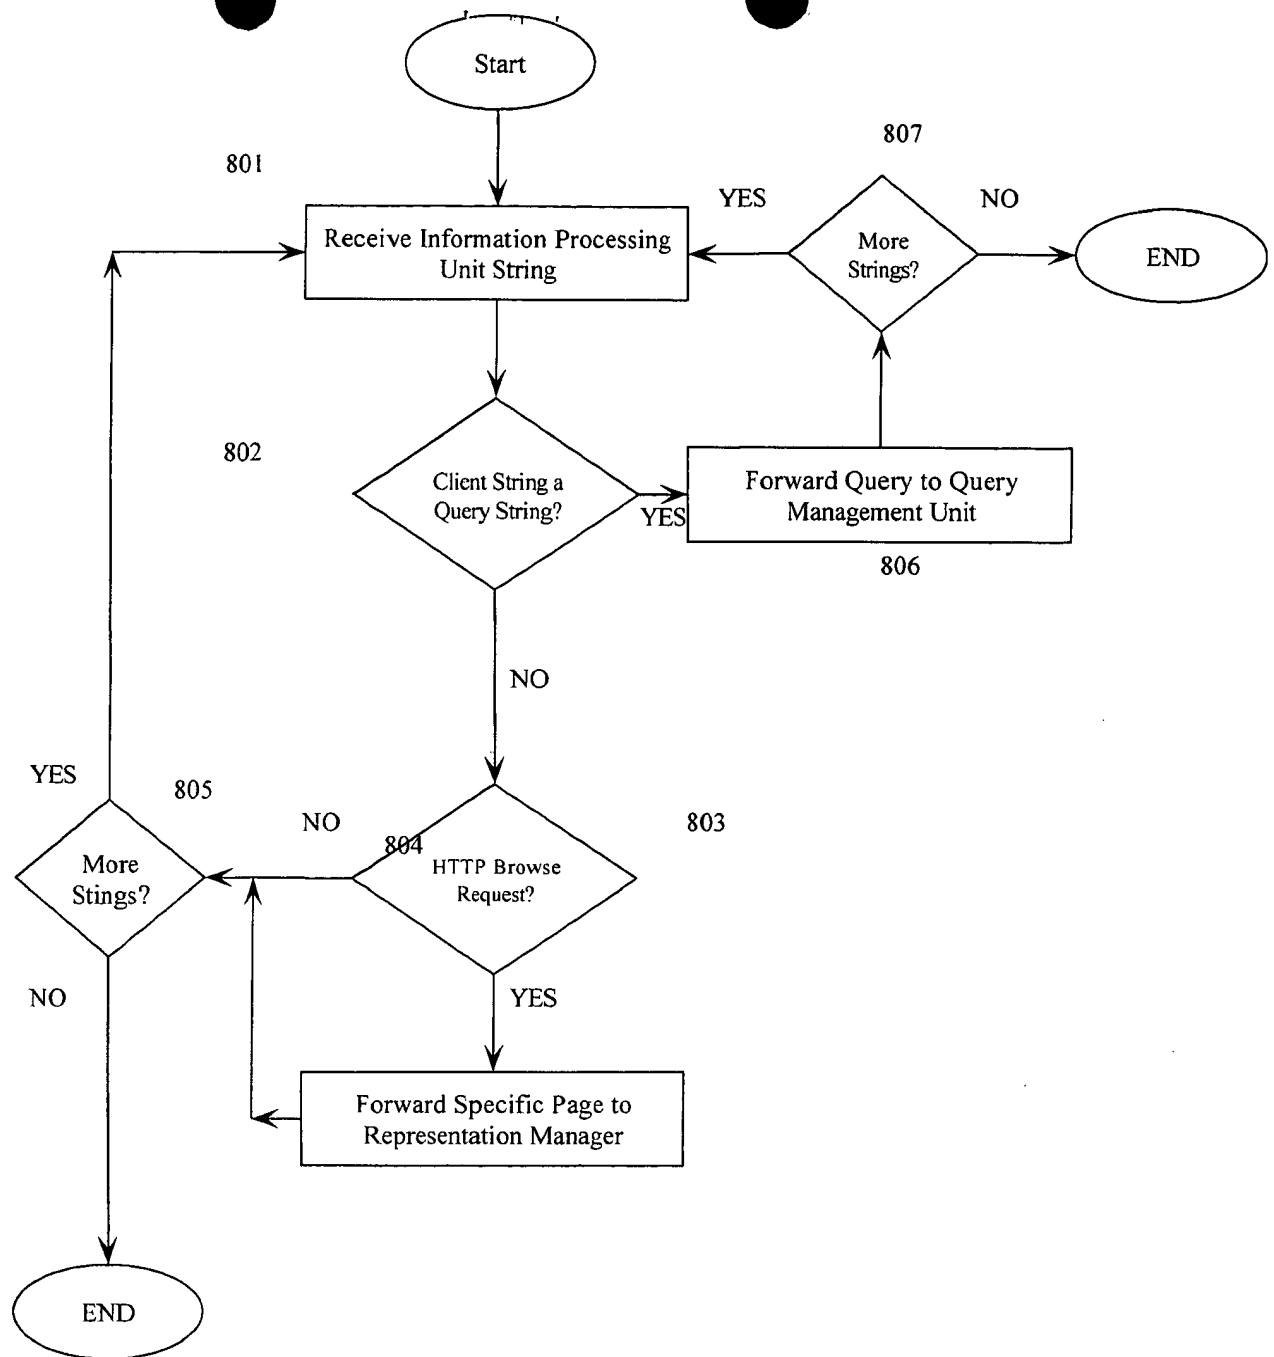 Start
807
801
YES
NO
Receive Information Processing
Unit String
More
Strings?
END
802
Client String a
Query String?
YES
Forward Query to Query
Management Unit
806
NO
YES
805
NO
804
803
More
Stings?
HTTP Browse
Request?
NO
YES
Forward Specific Page to
Representation Manager
END